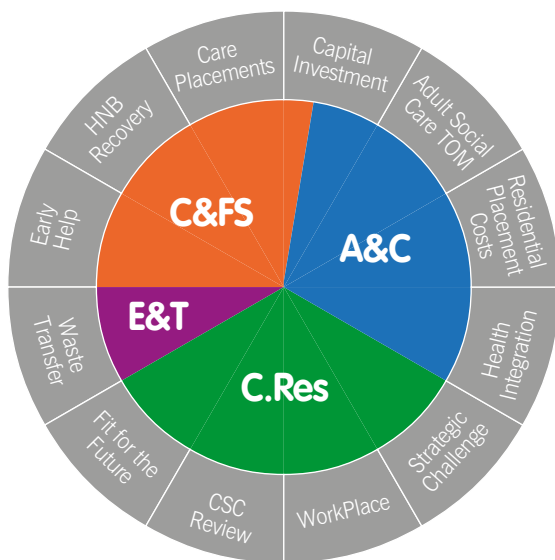 Care
Placements
Capital
Investment
Adult Social
Care TOM
Residential
Placement
Costs
Health
Integration
Strategic
Challenge
WorkPlace
CSC
Review
Fit for the
Future
Waste
Transfer
Early
Help
HNB
Recovery
C&FS
A&C
E&T
C.Res